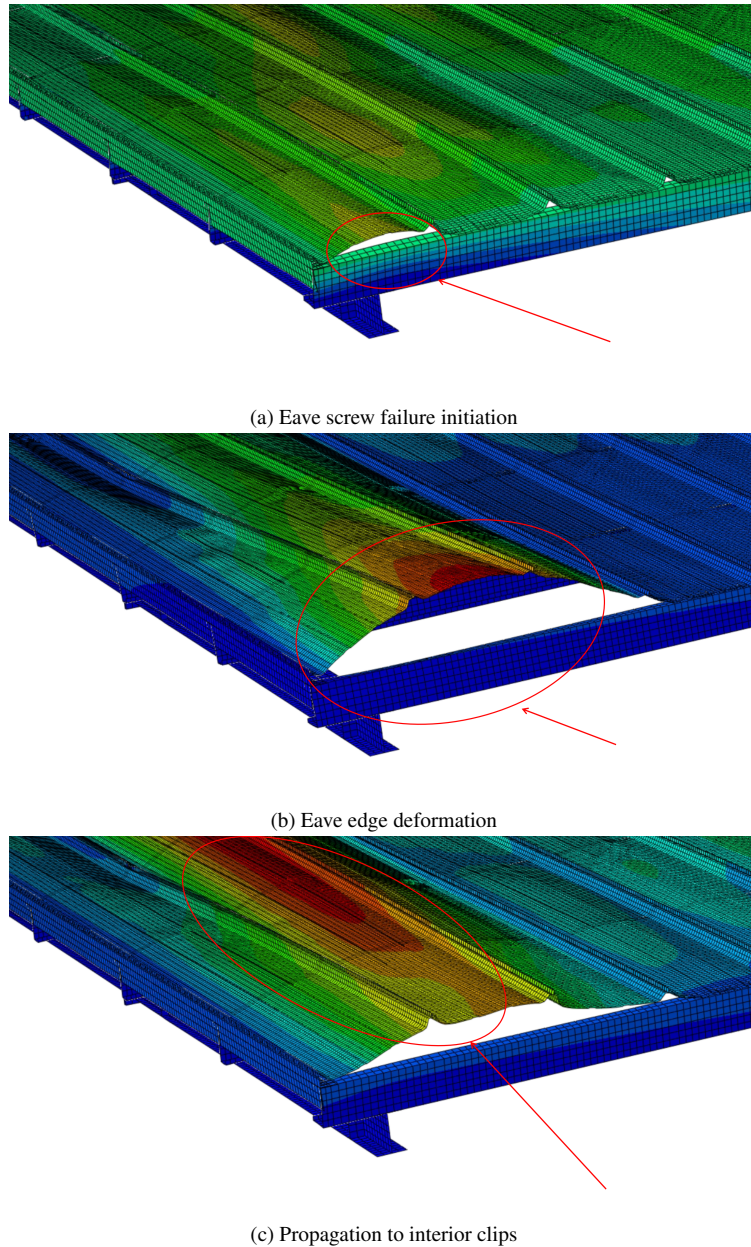 (a) Eave screw failure initiation
(b) Eave edge deformation
(c) Propagation to interior clips